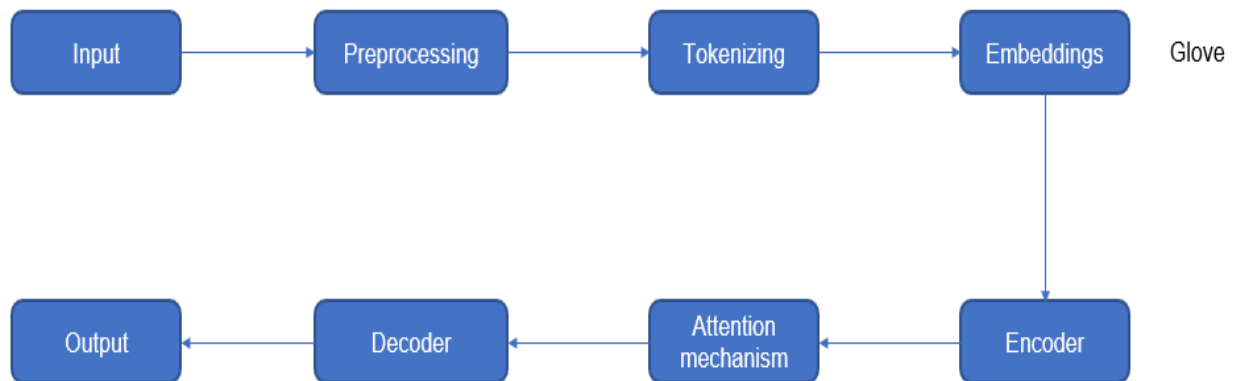 Input
Preprocessing
Tokenizing
Embeddings
Glove
Output
Decoder
Attention
mechanism
Encoder